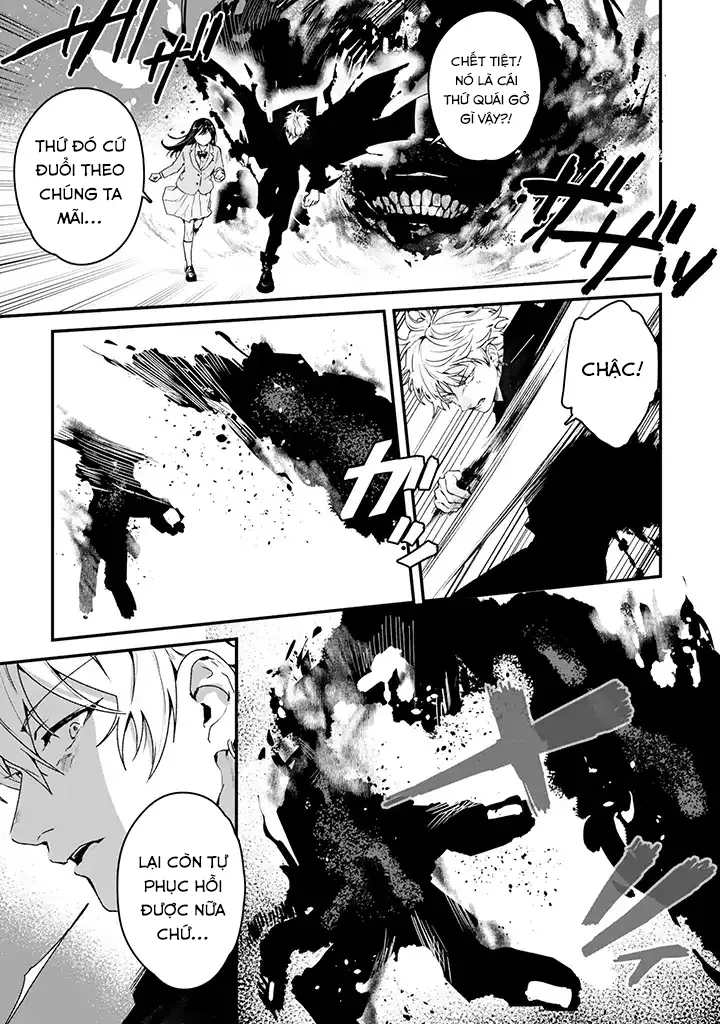 CHẾT TIỆT!
NÓ LÀ CÁI
THỨ QUÁI GỞ
GÌ VẬY?!
THỨ ĐÓ CỨ
ĐUỔI THEO
CHÚNG TA
MÃI...
CHẬC!
LẠI CÒN TỰ
PHỤC HỒI
ĐƯỢC NỮA
CHỨ...